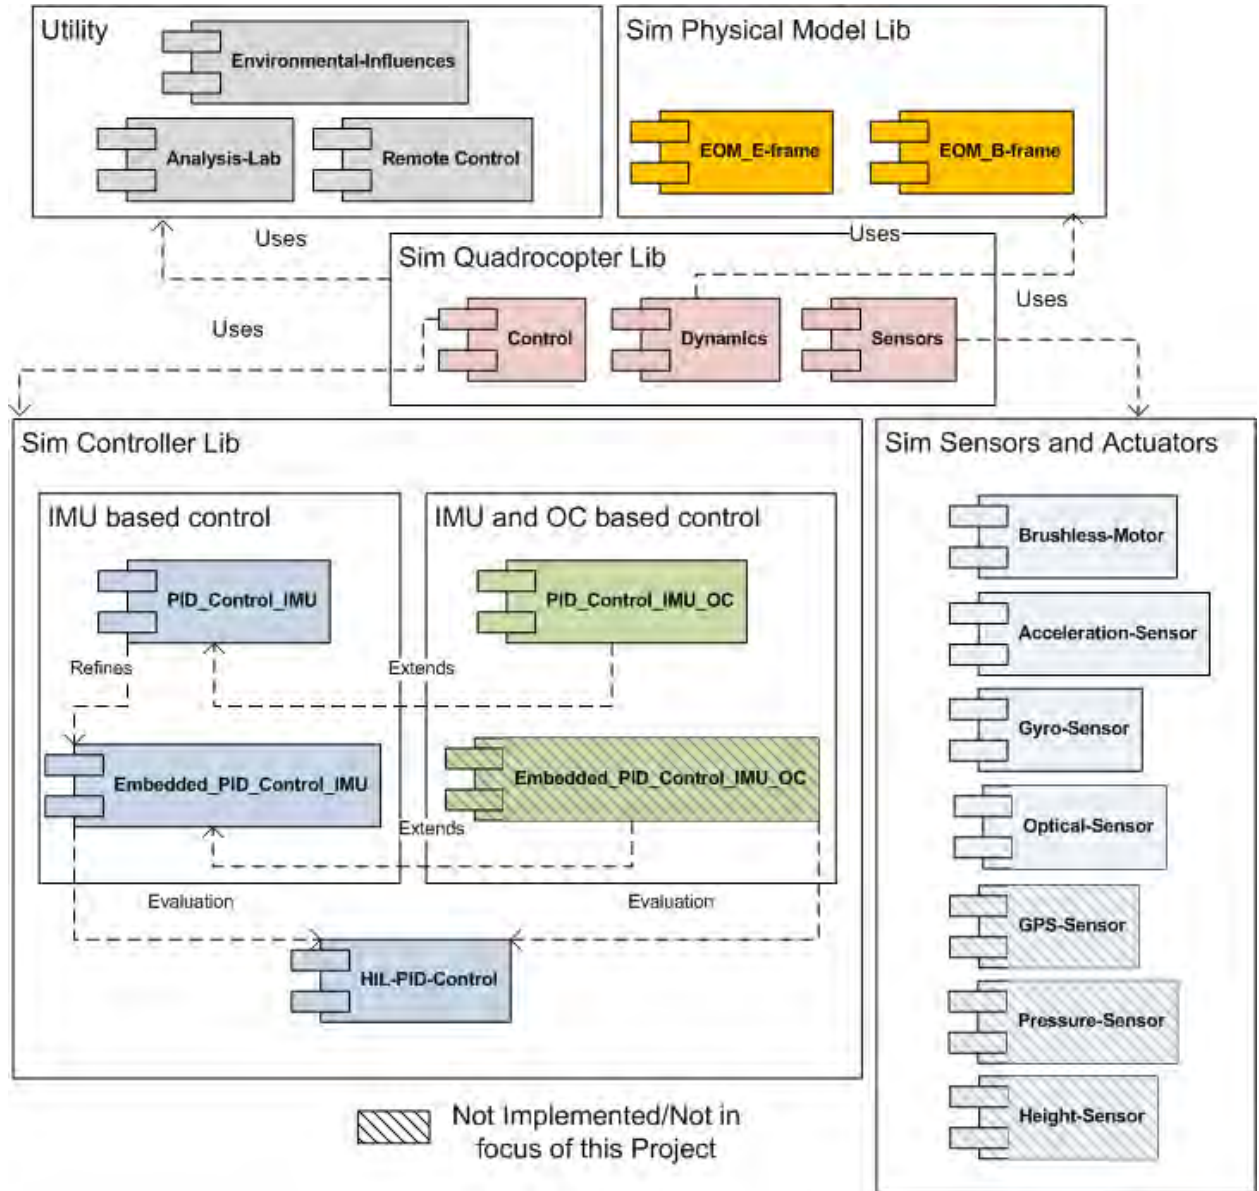 Utility
Environmental-Influences
Analysis-Lab
Remote Control
Sim Physical Model Lib
EOM_E-frame
EOM_B-frame
Uses
Uses
Sim Quadrocopter Lib
Uses
Uses
Control
Dynamics
Sensors
Sim Controller Lib
IMU based control
PID_Control_IMU
IMU and OC based control
PID_Control_IMU_OC
Refines
Extends
Embedded_PID_Control_IMU
Embedded_PID_Control_IMU_OC
Extends
Evaluation
Evaluation
HIL-PID-Control
Sim Sensors and Actuators
Brushless-Motor
Acceleration-Sensor
Gyro-Sensor
Optical-Sensor
GPS-Sensor
Pressure-Sensor
Height-Sensor
Not Implemented/Not in
focus of this Project